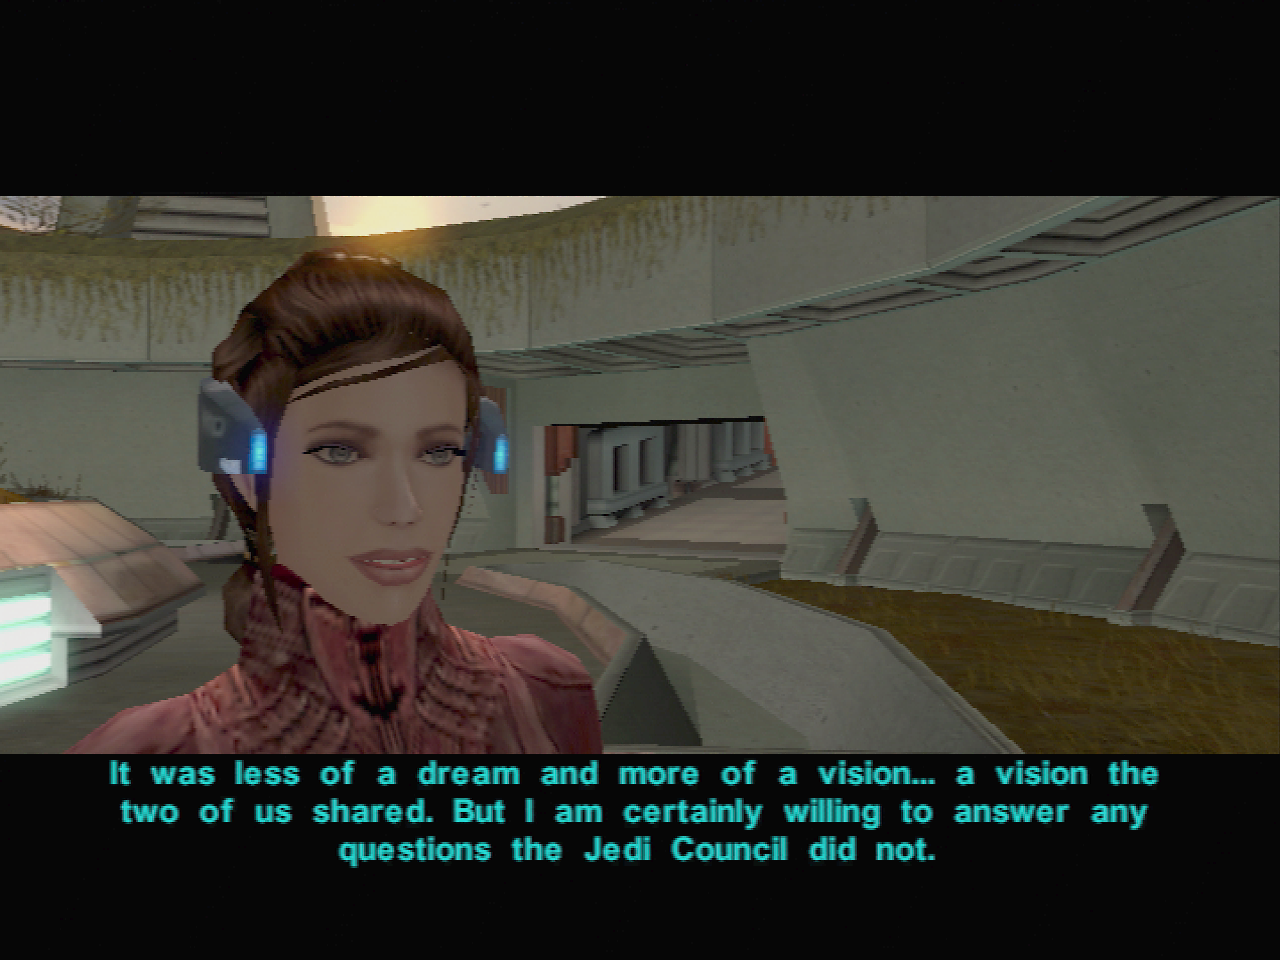 It was less of a dream and more of a vision... a vision the
two of us shared. But I am certainly willing to answer any
questions the Jedi Council did not.